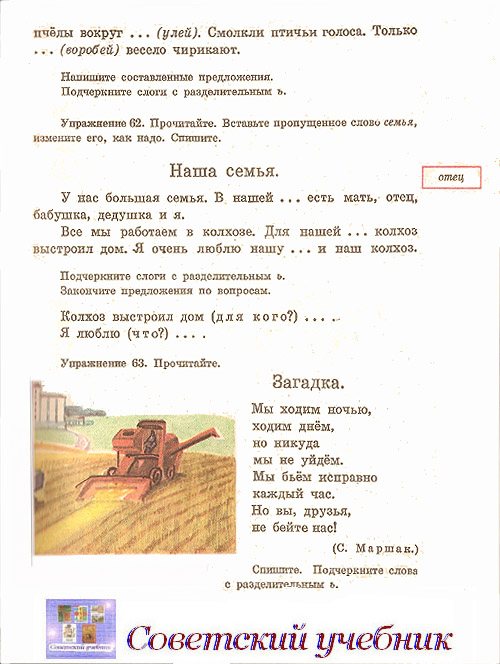 пчёлы вокруг ... (улей). Смолкли птичьи голоса. Только
... (воробей) весело чирикают.
Напишите составленные предложения.
Подчеркните слоги с разделительным ь.
Упражнение 62. Прочитайте. Вставьте пропущенное слово семья,
измените его, как надо. Спишите.
Наша семья.
отец
У нас большая семья. В нашей ... есть мать, отец,
бабушка, дедушка и я.
Все мы работаем в колхозе. Для нашей ... колхоз
выстроил дом. Я очень люблю нашу ... и наш колхоз.
Подчеркните слоги с разделительным ь.
Закончите предложения по вопросам.
Колхоз выстроил дом (для кого?) ... .
Я люблю (что?) ... .
Упражнение 63. Прочитайте.
Загадка.
Мы ходим ночью,
ходим днём,
но никуда
мы не уйдём.
Мы бьём исправно
каждый час.
Но вы, друзья,
не бейте нас!
(С. Маршак.)
Спишите. Подчеркните слова
с разделительным ь.
Советский учебник
Советский учебник